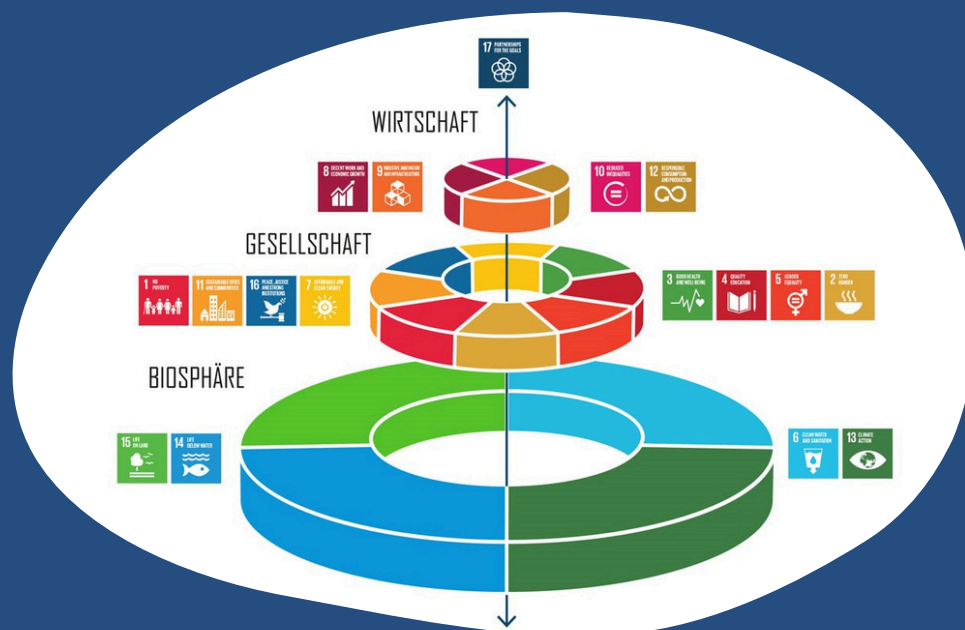 17 PARTNERSHIPS
FOR THE GOALS
WIRTSCHAFT
8 DECENT WORK AND
ECONOMIC GROWTH
9 INDUSTRY, INNOVATION
AND INFRASTRUCTURE
10 REDUCED
INEQUALITIES
12 RESPONSIBLE
CONSUMPTION
AND PRODUCTION
GESELLSCHAFT
1 NO
POVERTY
11 SUSTAINABLE CITIES
AND COMMUNITIES
16 PEACE, JUSTICE
AND STRONG
INSTITUTIONS
7 AFFORDABLE AND
CLEAN ENERGY
3 GOOD HEALTH
AND WELL-BEING
4 QUALITY
EDUCATION
5 GENDER
EQUALITY
2 ZERO
HUNGER
BIOSPHÄRE
15 LIFE
ON LAND
14 LIFE
BELOW WATER
6 CLEAN WATER
AND SANITATION
13 CLIMATE
ACTION